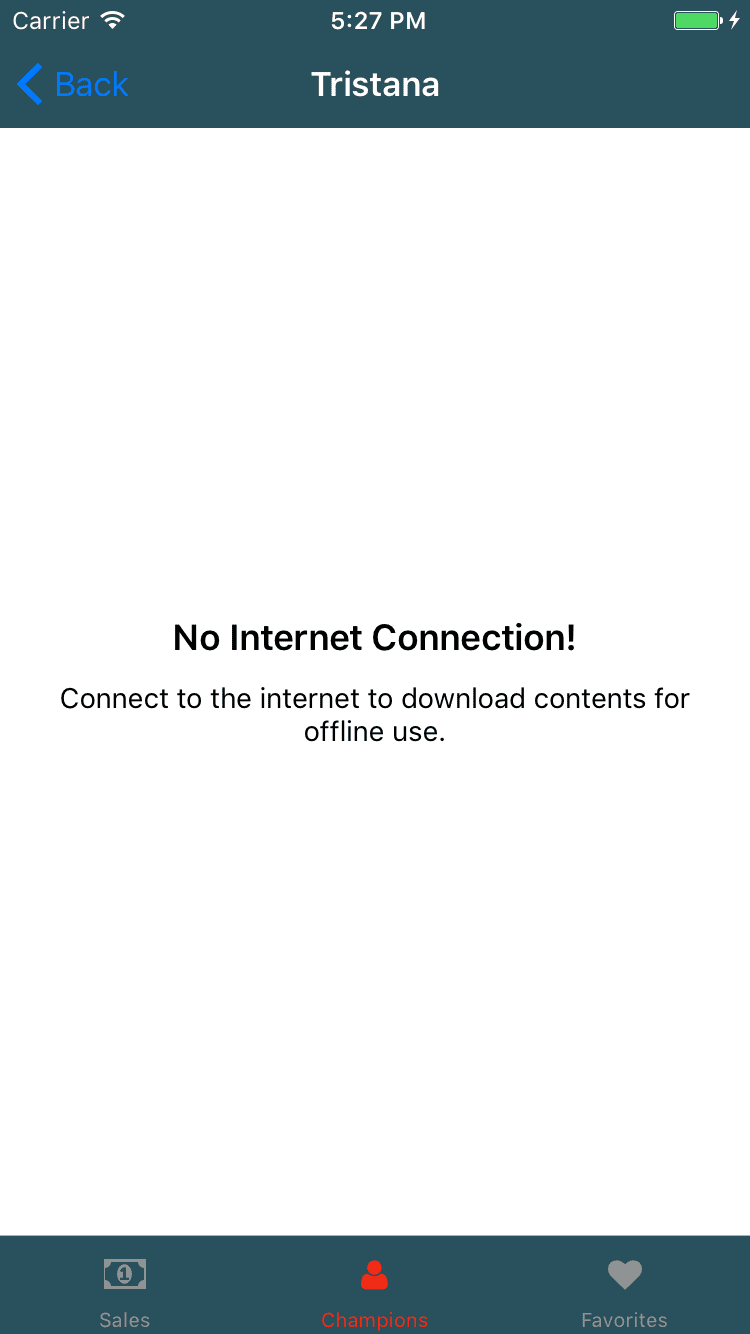 Carrier 5:27 PM
Back Tristana
No Internet Connection!
Connect to the internet to download contents for
offline use.
1
Sales Champions Favorites